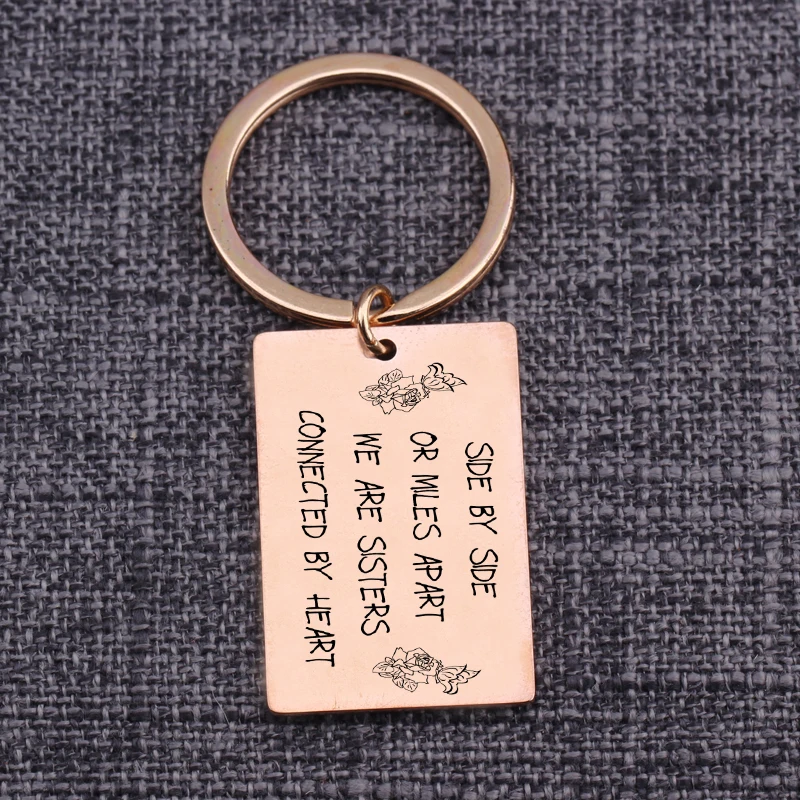 SIDE BY SIDE
OR MILES APART
WE ARE SISTERS
CONNECTED BY HEART